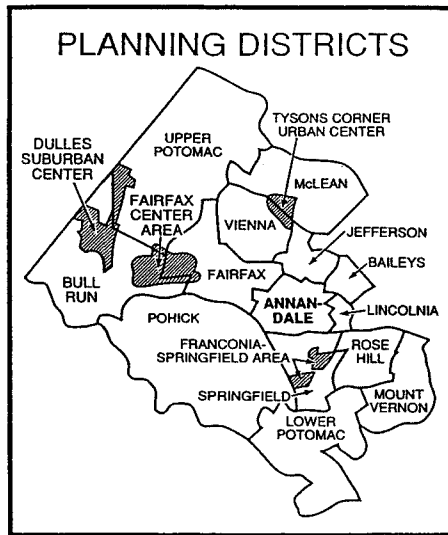 PLANNING DISTRICTS
TYSONS CORNER
URBAN CENTER
DULLES
SUBURBAN
CENTER
UPPER
POTOMAC
McLEAN
FAIRFAX
CENTER
AREA
VIENNA
JEFFERSON
BAILEYS
BULL
RUN
FAIRFAX
ANNAN-
DALE
LINCOLNIA
POHICK
FRANCONIA-
SPRINGFIELD AREA
ROSE
HILL
SPRINGFIELD
MOUNT
VERNON
LOWER
POTOMAC